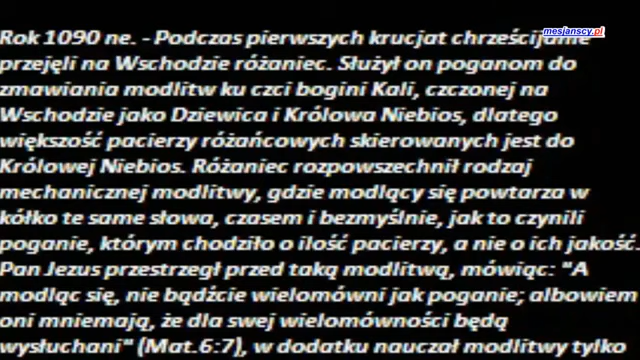 mesjanscy.pl
Rok 1090 ne. - Podczas pierwszych krucjat chrześcijanie
przejęli na Wschodzie różaniec. Służył on poganom do
zmawiania modlitw ku czci bogini Kali, czczonej na
Wschodzie jako Dziewica i Królowa Niebios, dlatego
większość pacierzy różańcowych skierowanych jest do
Królowej Niebios. Różaniec rozpowszechnił rodzaj
mechanicznej modlitwy, gdzie modlący się powtarza w
kółko te same słowa, czasem i bezmyślnie, jak to czynili
poganie, którym chodziło o ilość pacierzy, a nie o ich jakość.
Pan Jezus przestrzegł przed taką modlitwą, mówiąc: "A
modląc się, nie bądźcie wielomówni jak poganie; albowiem
oni mniemają, że dla swej wielomówności będą
wysłuchani" (Mat.6:7), w dodatku nauczał modlitwy tylko